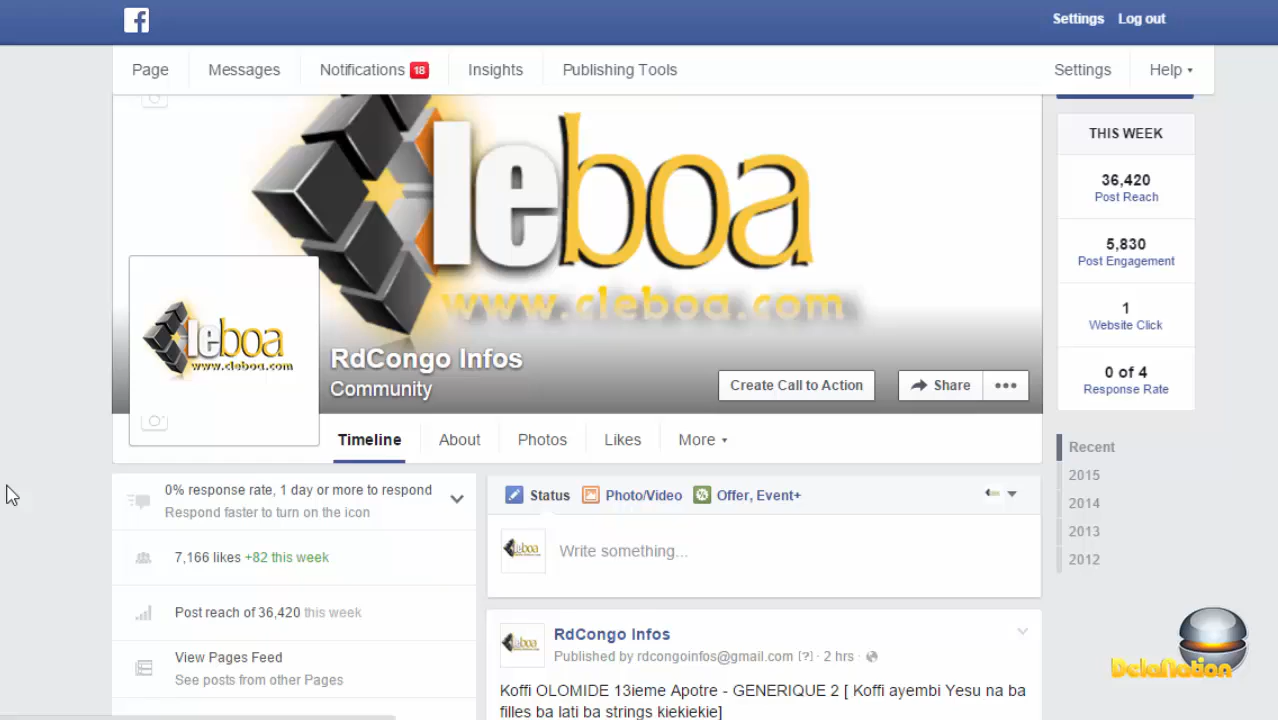 Settings Log out
Page Messages Notifications 18 Insights Publishing Tools Settings Help
leboa
www.cleboa.com
leboa
www.cleboa.com
RdCongo Infos
Community
Create Call to Action
Share
THIS WEEK
36,420
Post Reach
5,830
Post Engagement
1
Website Click
0 of 4
Response Rate
Timeline About Photos Likes More
Recent
2015
2014
2013
2012
0% response rate, 1 day or more to respond
Respond faster to turn on the icon
7,166 likes +82 this week
Post reach of 36,420 this week
View Pages Feed
See posts from other Pages
Status Photo/Video Offer, Event+
Write something...
RdCongo Infos
Published by rdcongoinfos@gmail.com [?] · 2 hrs ·
Koffi OLOMIDE 13ieme Apotre - GENERIQUE 2 [ Koffi ayembi Yesu na ba
filles ba lati ba strings kiekiekie]
DelaNation